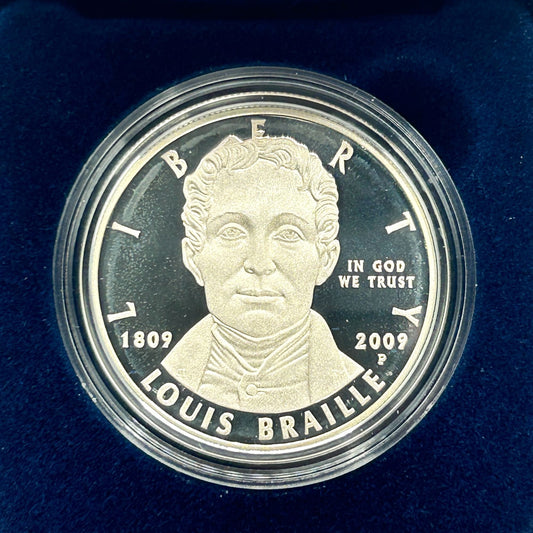 LIBERTY
IN GOD
WE TRUST
1809
2009
P
LOUIS BRAILLE